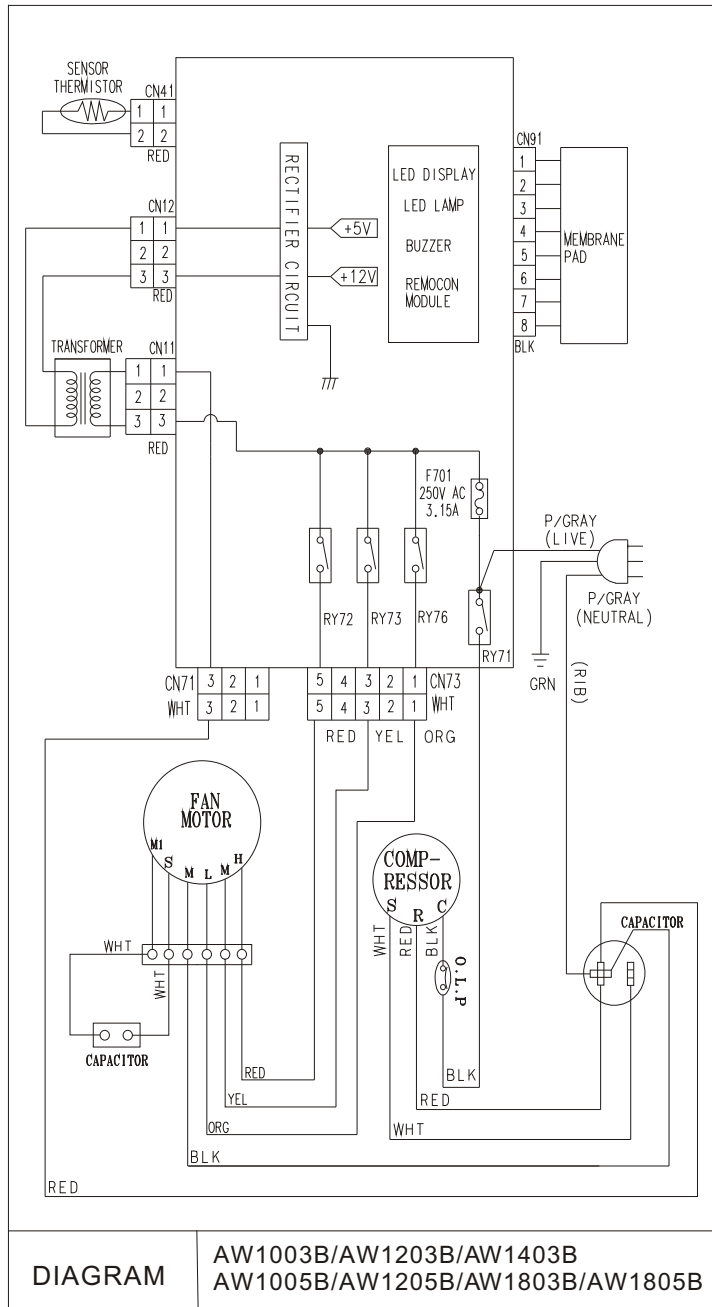 SENSOR
THERMISTOR
CN41
1 1
2 2
RED
CN12
1 1
2 2
3 3
RED
TRANSFORMER
CN11
1 1
2 2
3 3
RED
RECTIFIER CIRCUIT
+5V
+12V
LED DISPLAY
LED LAMP
BUZZER
REMOCON
MODULE
CN91
1
2
3
4
5
6
7
8
BLK
MEMBRANE
PAD
F701
250V AC
3.15A
P/GRAY
(LIVE)
P/GRAY
(NEUTRAL)
RY72
RY73
RY76
RY71
GRN
(RIB)
CN71 3 2 1
WHT 3 2 1
5 4 3 2 1 CN73
5 4 3 2 1 WHT
RED YEL ORG
FAN
MOTOR
M1 S M L M H
WHT
WHT
CAPACITOR
COMP-
RESSOR
S R C
WHT
RED
BLK
O.L.P
CAPACITOR
RED
BLK
YEL
RED
ORG
WHT
BLK
RED
DIAGRAM
AW1003B/AW1203B/AW1403B
AW1005B/AW1205B/AW1803B/AW1805B